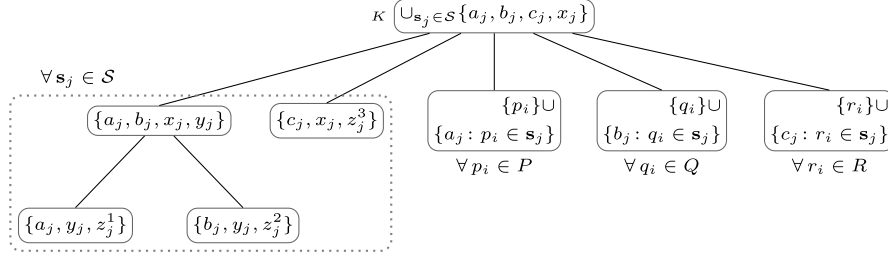 K ∪_{𝐬_j∈𝒮}{a_j, b_j, c_j, x_j}
∀ 𝐬_j ∈ 𝒮
{a_j, b_j, x_j, y_j}
{c_j, x_j, z_j^3}
{p_i}∪
{a_j : p_i ∈ 𝐬_j}
∀ p_i ∈ P
{q_i}∪
{b_j : q_i ∈ 𝐬_j}
∀ q_i ∈ Q
{r_i}∪
{c_j : r_i ∈ 𝐬_j}
∀ r_i ∈ R
{a_j, y_j, z_j^1}
{b_j, y_j, z_j^2}